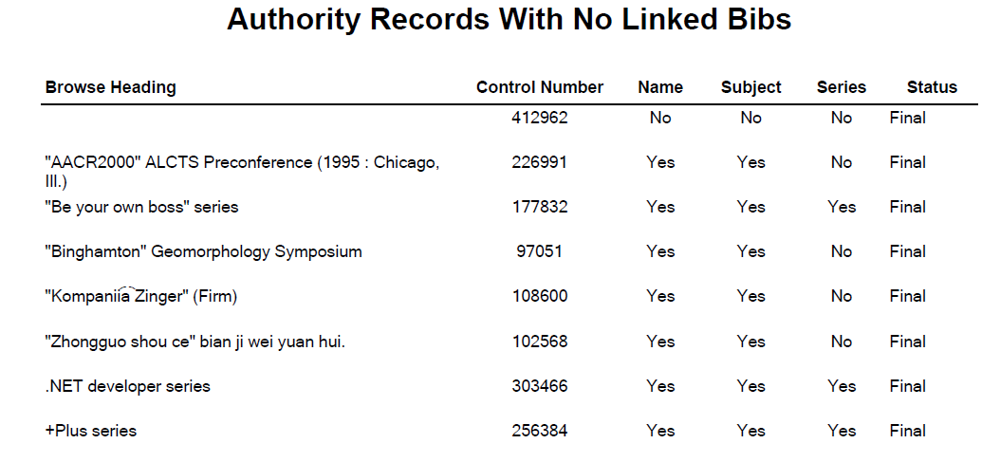 Authority Records With No Linked Bibs
Browse Heading Control Number Name Subject Series Status
412962 No No No Final
"AACR2000" ALCTS Preconference (1995 : Chicago, 226991 Yes Yes No Final
Ill.)
"Be your own boss" series 177832 Yes Yes Yes Final
"Binghamton" Geomorphology Symposium 97051 Yes Yes No Final
"Kompanii͡a Zinger" (Firm) 108600 Yes Yes No Final
"Zhongguo shou ce" bian ji wei yuan hui. 102568 Yes Yes No Final
.NET developer series 303466 Yes Yes Yes Final
+Plus series 256384 Yes Yes Yes Final